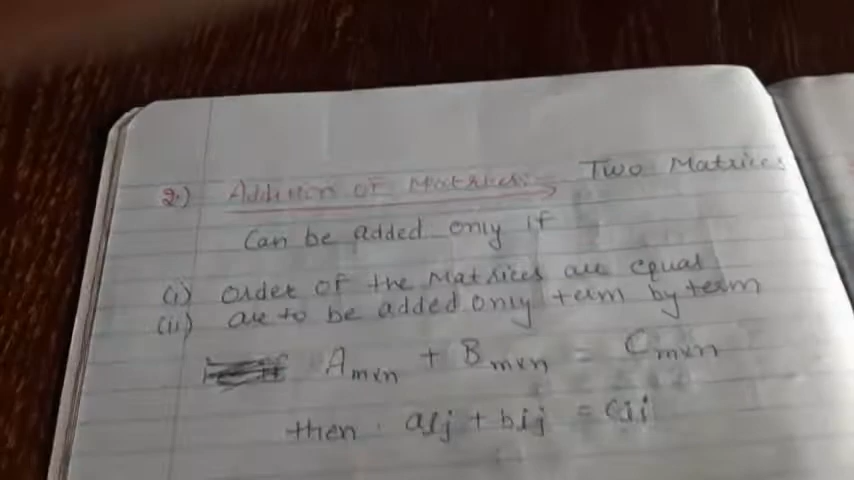 2.) Addition of Matrices:→ Two Matrices
Can be added only if
(i) Order of the Matrices are equal
(ii) are to be added only term by term
Amxn + Bmxn = Cmxn
then aij + bij = cij